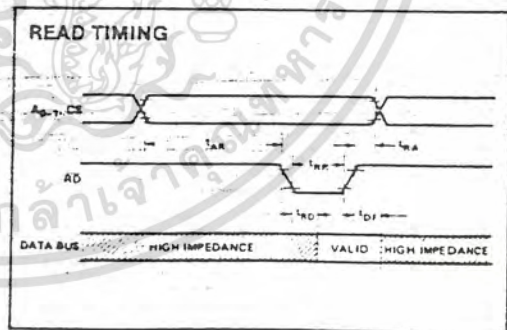 READ TIMING
A₀₋₇, CS
tAR
tRA
tRR
RD
tRD
tDF
DATA BUS
HIGH IMPEDANCE
VALID
HIGH IMPEDANCE